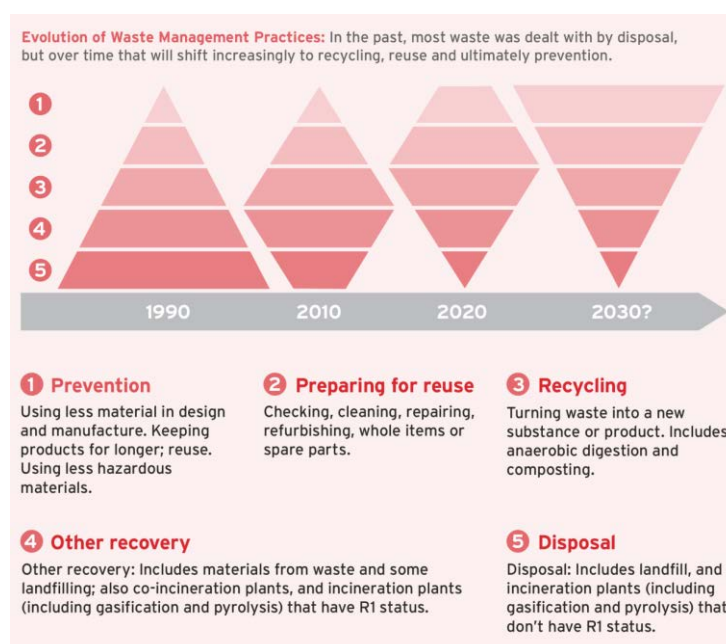 Evolution of Waste Management Practices: In the past, most waste was dealt with by disposal,
but over time that will shift increasingly to recycling, reuse and ultimately prevention.
1
2
3
4
5
1990 2010 2020 2030?
1 Prevention
Using less material in design
and manufacture. Keeping
products for longer; reuse.
Using less hazardous
materials.
2 Preparing for reuse
Checking, cleaning, repairing,
refurbishing, whole items or
spare parts.
3 Recycling
Turning waste into a new
substance or product. Includes
anaerobic digestion and
composting.
4 Other recovery
Other recovery: Includes materials from waste and some
landfilling; also co-incineration plants, and incineration plants
(including gasification and pyrolysis) that have R1 status.
5 Disposal
Disposal: Includes landfill, and
incineration plants (including
gasification and pyrolysis) that
don't have R1 status.